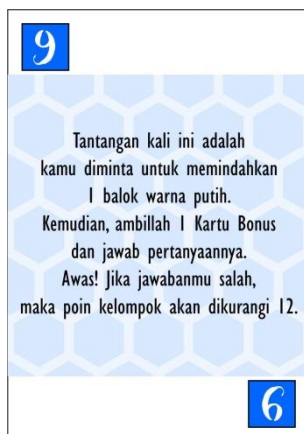 9
Tantangan kali ini adalah
kamu diminta untuk memindahkan
1 balok warna putih.
Kemudian, ambillah 1 Kartu Bonus
dan jawab pertanyaannya.
Awas! Jika jawabanmu salah,
maka poin kelompok akan dikurangi 12.
9